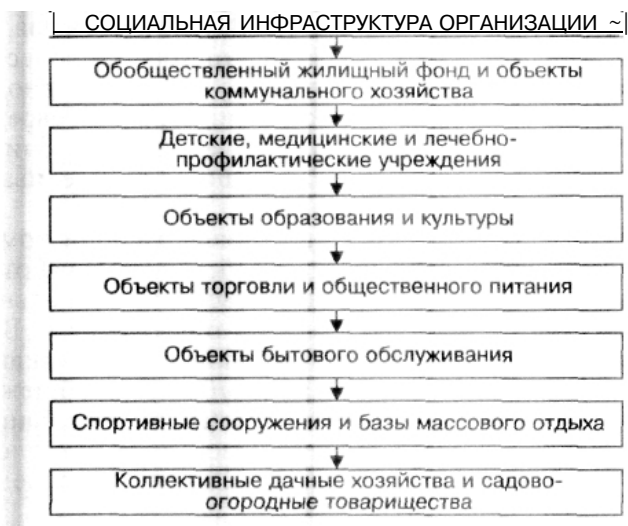 СОЦИАЛЬНАЯ ИНФРАСТРУКТУРА ОРГАНИЗАЦИИ ~
Обобществленный жилищный фонд и объекты
коммунального хозяйства
Детские, медицинские и лечебно-
профилактические учреждения
Объекты образования и культуры
Объекты торговли и общественного питания
Объекты бытового обслуживания
Спортивные сооружения и базы массового отдыха
Коллективные дачные хозяйства и садово-
огородные товарищества